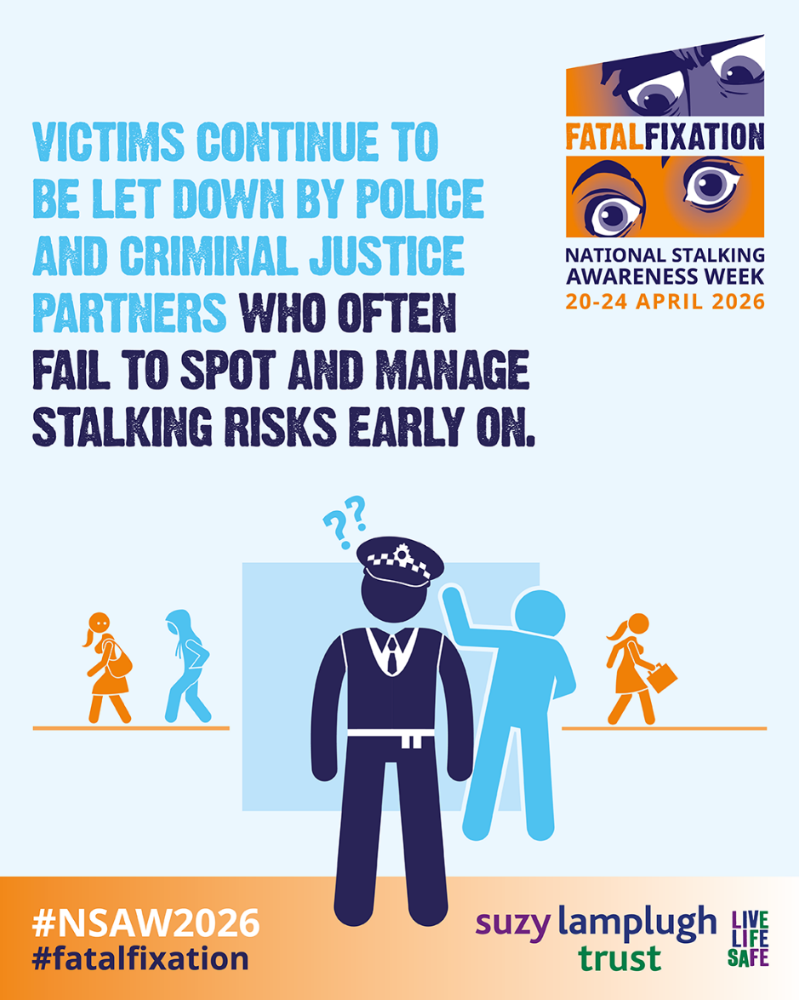 VICTIMS CONTINUE TO
BE LET DOWN BY POLICE
AND CRIMINAL JUSTICE
PARTNERS WHO OFTEN
FAIL TO SPOT AND MANAGE
STALKING RISKS EARLY ON.
FATALFIXATION
NATIONAL STALKING
AWARENESS WEEK
20-24 APRIL 2026
??
#NSAW2026
#fatalfixation
suzy lamplugh
trust
LIVE
LIFE
SAFE